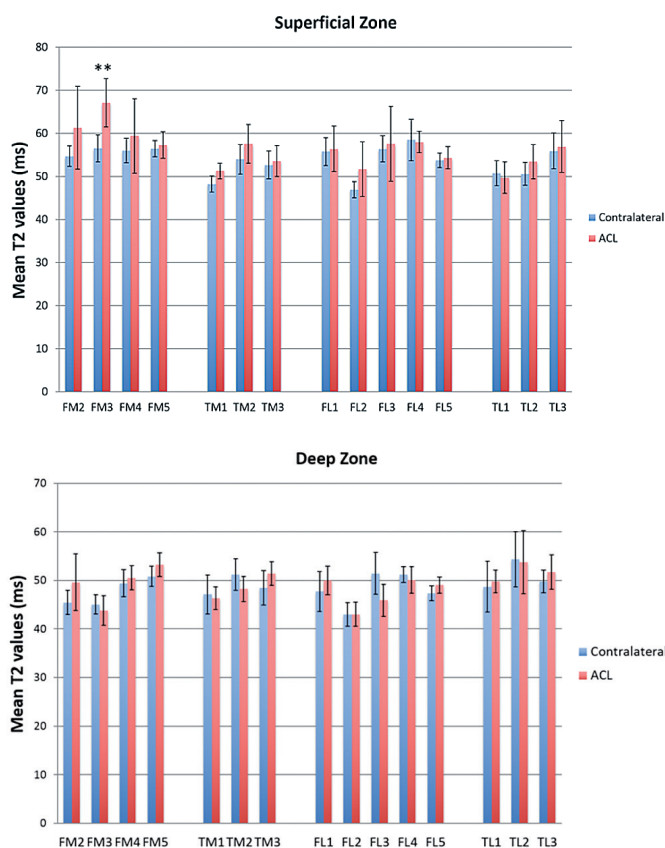 Superficial Zone
80
70
60
50
40
30
20
10
0
Mean T2 values (ms)
**
FM2 FM3 FM4 FM5 TM1 TM2 TM3 FL1 FL2 FL3 FL4 FL5 TL1 TL2 TL3
Contralateral
ACL
Deep Zone
70
60
50
40
30
20
10
0
Mean T2 values (ms)
FM2 FM3 FM4 FM5 TM1 TM2 TM3 FL1 FL2 FL3 FL4 FL5 TL1 TL2 TL3
Contralateral
ACL